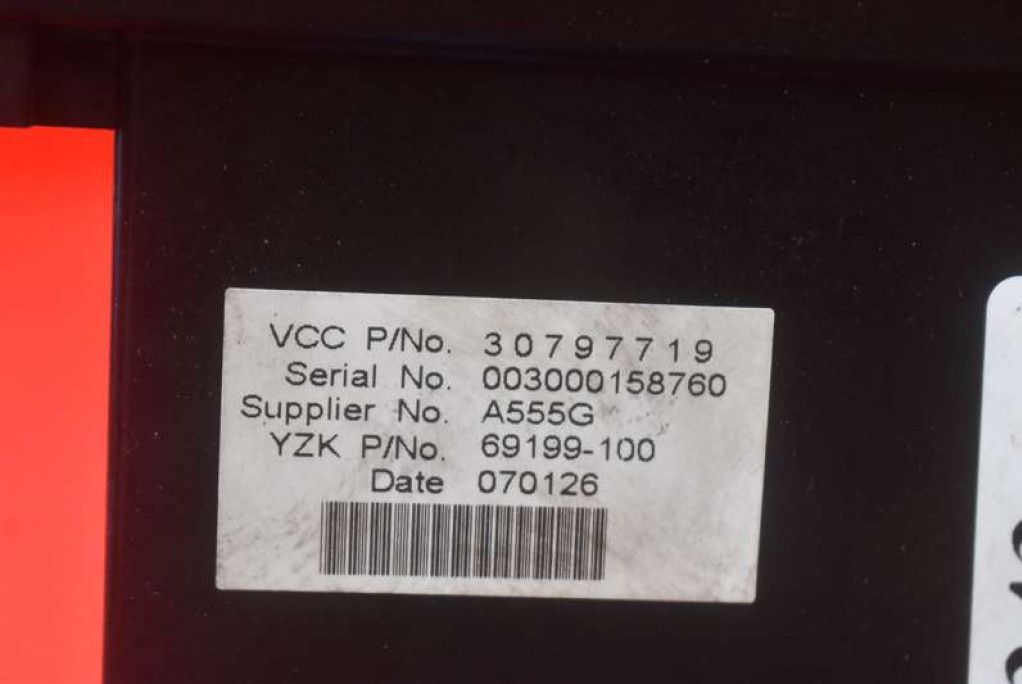 VCC P/No. 30797719
Serial No. 003000158760
Supplier No. A555G
YZK P/No. 69199-100
Date 070126